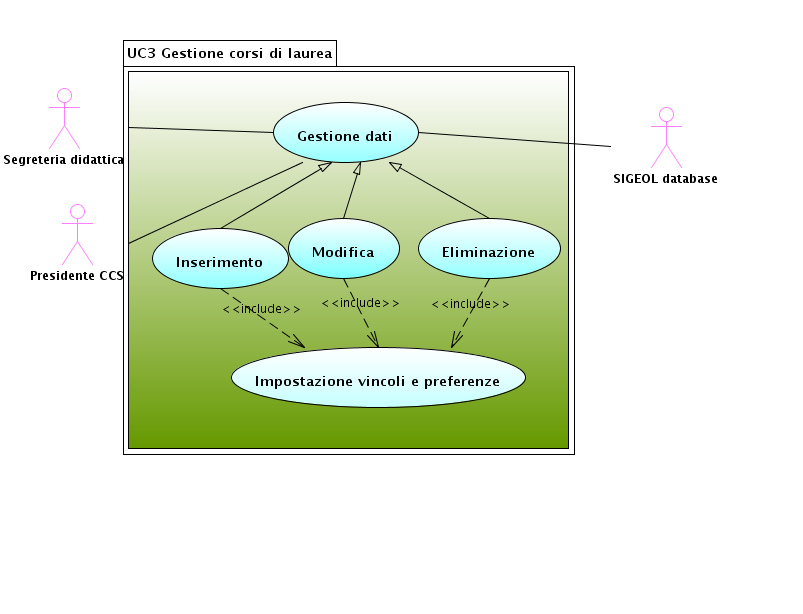 UC3 Gestione corsi di laurea
Gestione dati
Segreteria didattica
SIGEOL database
Presidente CCS
Inserimento
Modifica
Eliminazione
<<include>>
<<include>>
<<include>>
Impostazione vincoli e preferenze